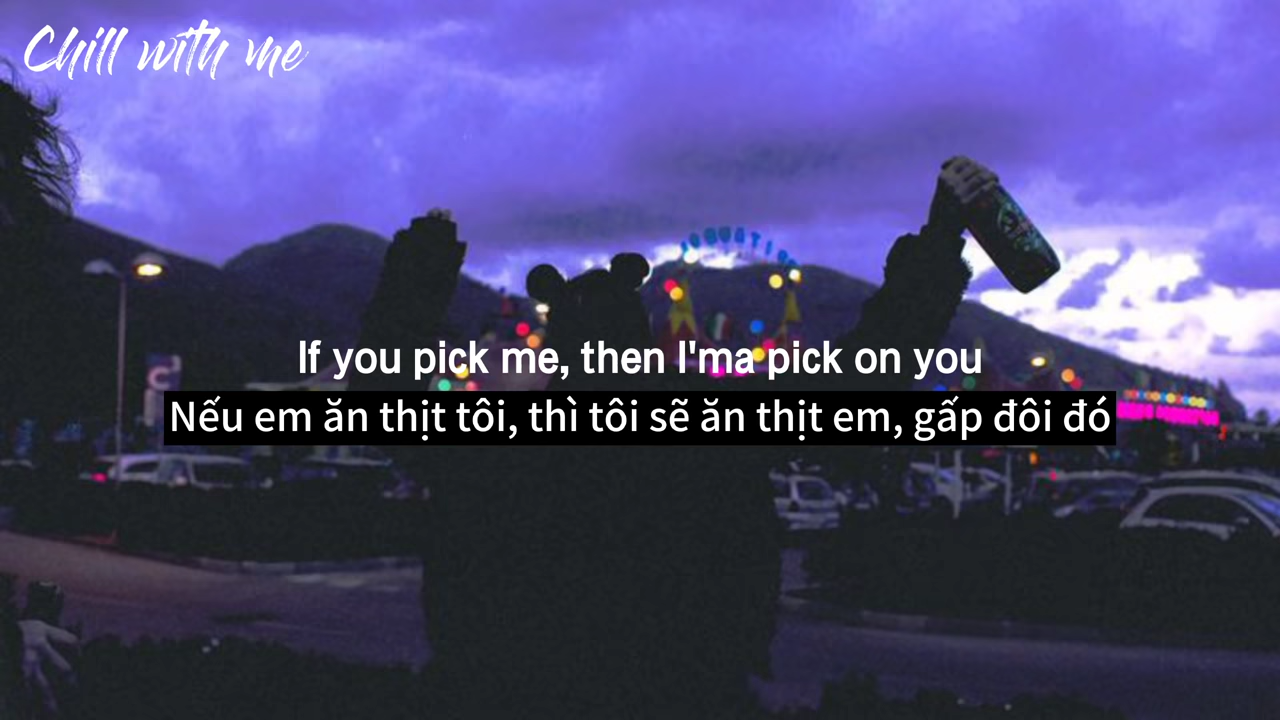 Chill with me
If you pick me, then I'ma pick on you
Nếu em ăn thịt tôi, thì tôi sẽ ăn thịt em, gấp đôi đó